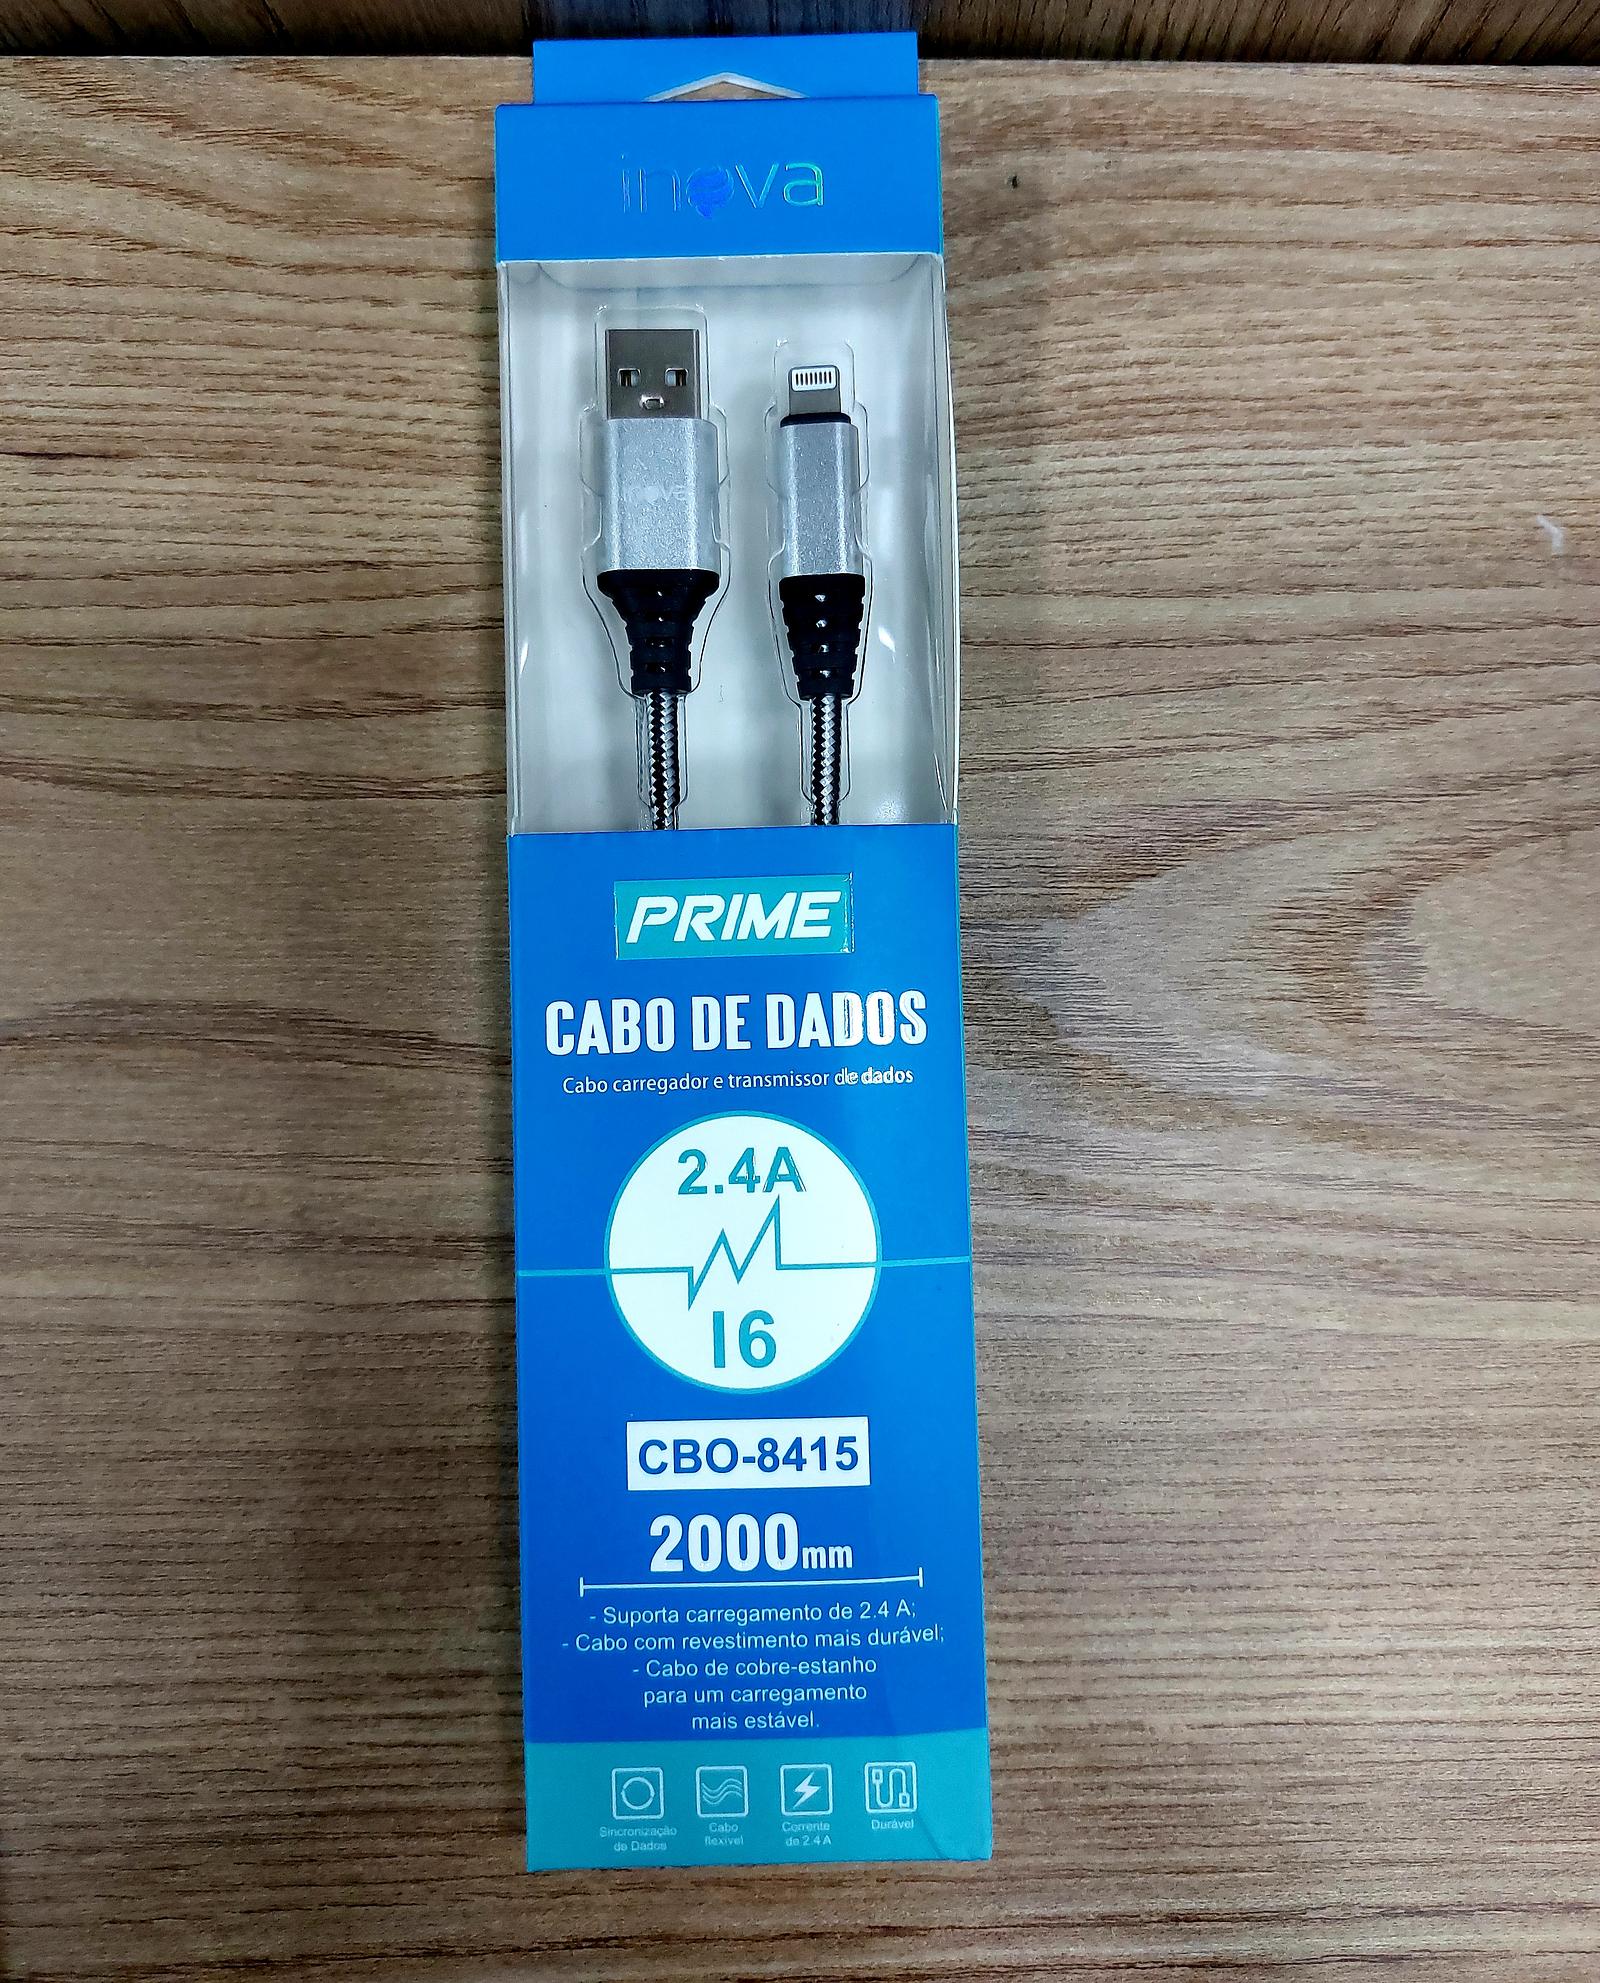 inova
inova
PRIME
CABO DE DADOS
Cabo carregador e transmissor de dados
2.4A
I6
CBO-8415
2000mm
- Suporta carregamento de 2.4 A;
- Cabo com revestimento mais durável;
- Cabo de cobre-estanho
para um carregamento
mais estável.
Sincronização
de Dados
Cabo
flexível
Corrente
de 2.4 A
Durável